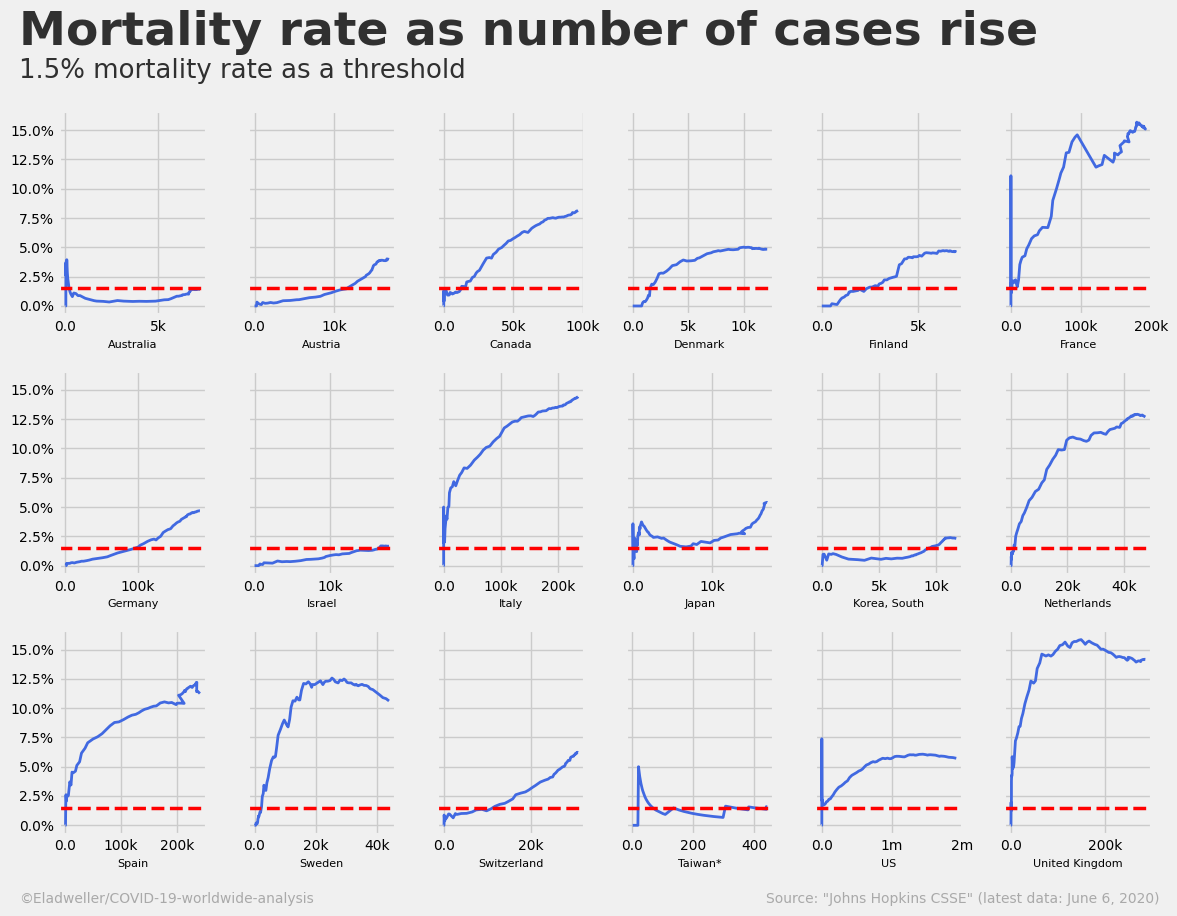 Mortality rate as number of cases rise
1.5% mortality rate as a threshold
15.0%
12.5%
10.0%
7.5%
5.0%
2.5%
0.0%
0.0 5k
Australia
0.0 10k
Austria
0.0 50k 100k
Canada
0.0 5k 10k
Denmark
0.0 5k
Finland
0.0 100k 200k
France
15.0%
12.5%
10.0%
7.5%
5.0%
2.5%
0.0%
0.0 100k
Germany
0.0 10k
Israel
0.0 100k 200k
Italy
0.0 10k
Japan
0.0 5k 10k
Korea, South
0.0 20k 40k
Netherlands
15.0%
12.5%
10.0%
7.5%
5.0%
2.5%
0.0%
0.0 100k 200k
Spain
0.0 20k 40k
Sweden
0.0 20k
Switzerland
0.0 200 400
Taiwan*
0.0 1m 2m
US
0.0 200k
United Kingdom
©Eladweller/COVID-19-worldwide-analysis
Source: "Johns Hopkins CSSE" (latest data: June 6, 2020)